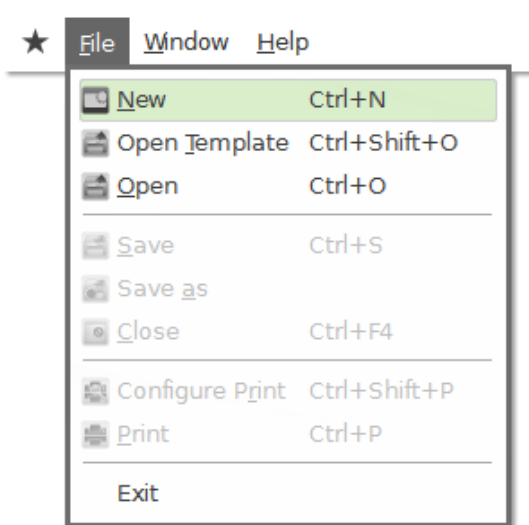 File Window Help
New Ctrl+N
Open Template Ctrl+Shift+O
Open Ctrl+O
Save Ctrl+S
Save as
Close Ctrl+F4
Configure Print Ctrl+Shift+P
Print Ctrl+P
Exit